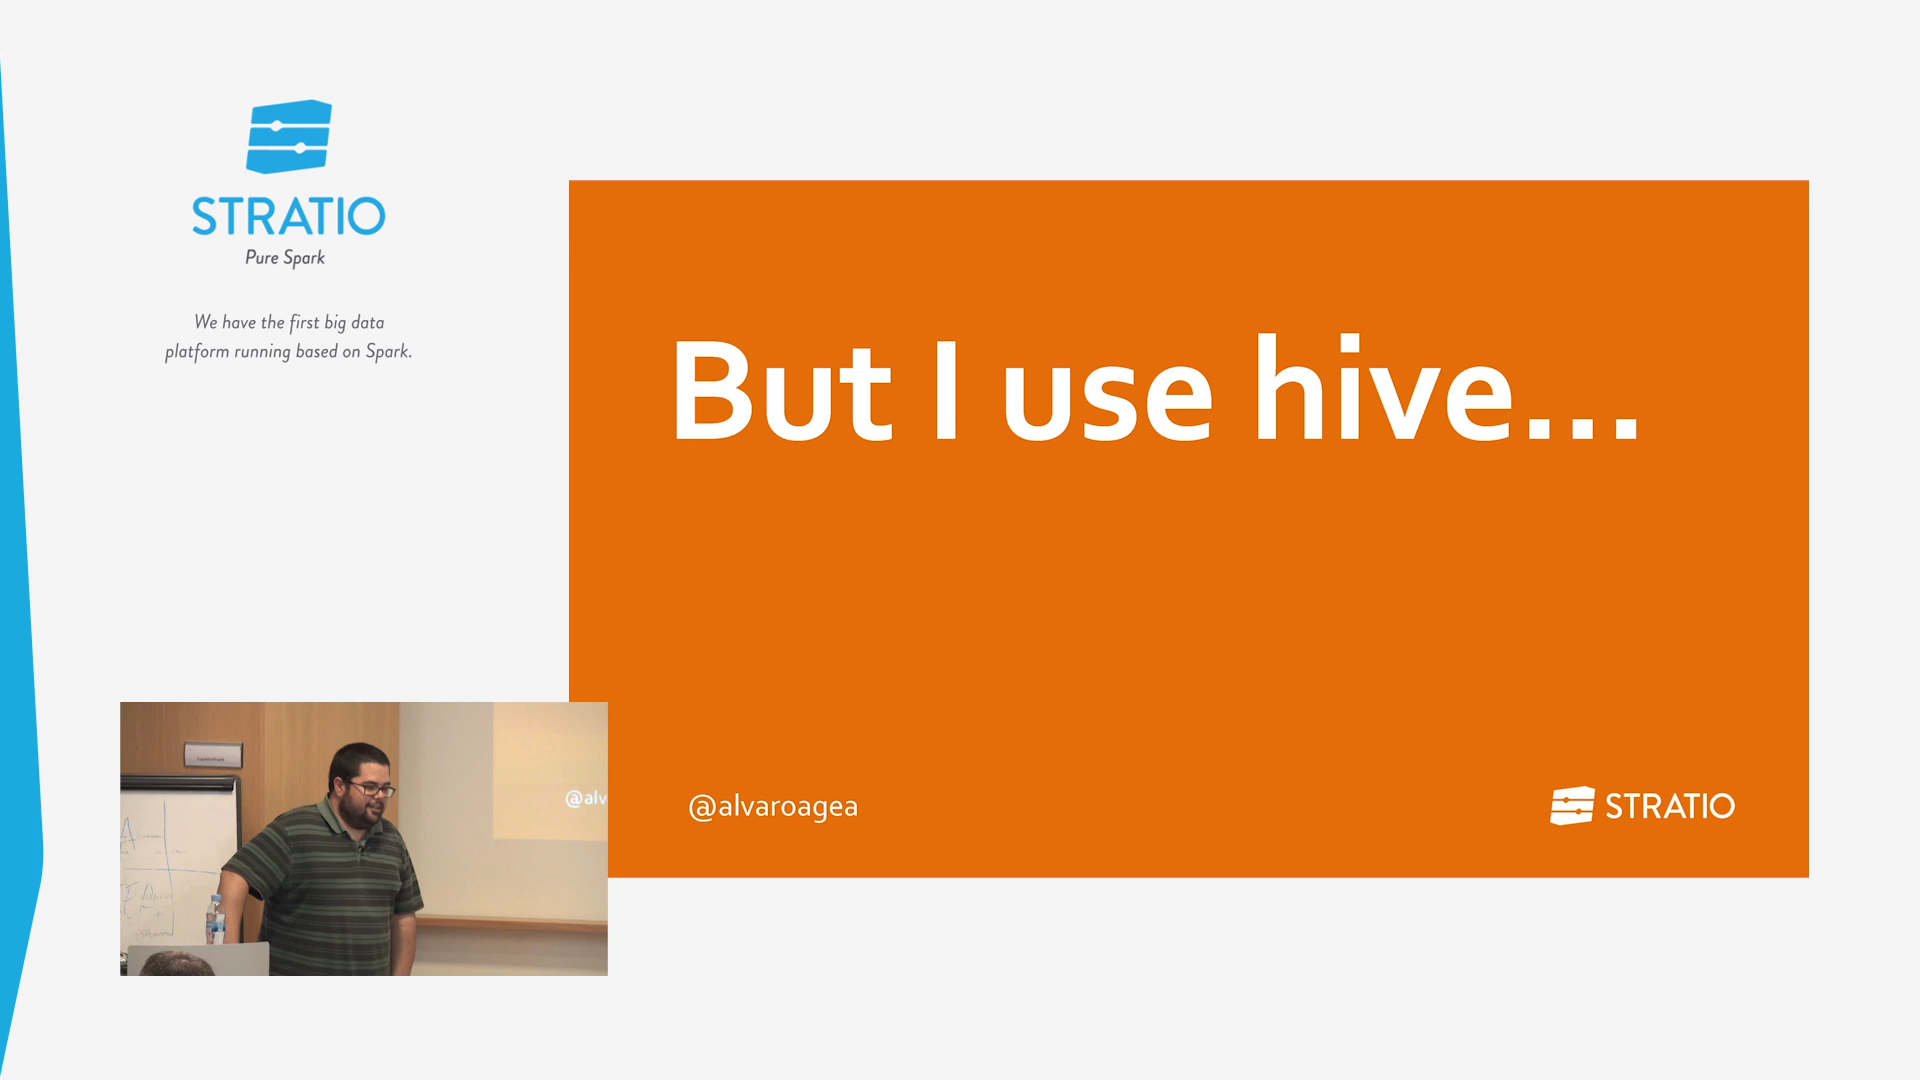 STRATIO
Pure Spark
We have the first big data
platform running based on Spark.
But I use hive...
@alvaroagea
STRATIO
@alv